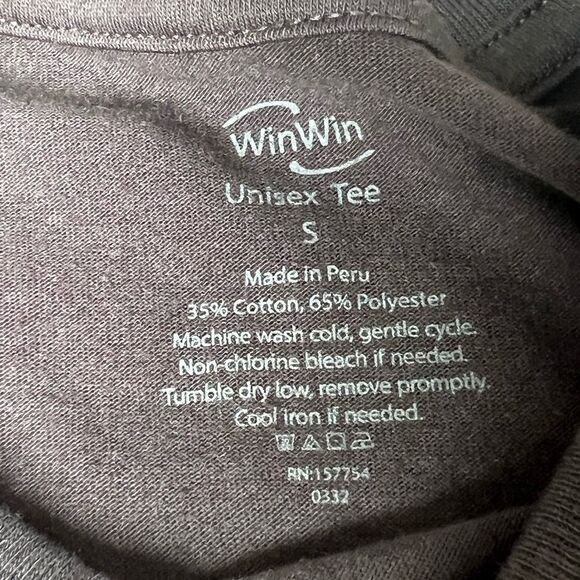 WinWin
Unisex Tee
S
Made in Peru
35% Cotton, 65% Polyester
Machine wash cold, gentle cycle.
Non-chlorine bleach if needed.
Tumble dry low, remove promptly.
Cool iron if needed.
RN:157754
0332